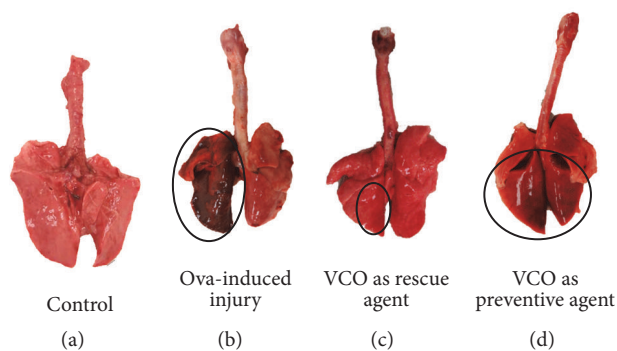 Control
(a)
Ova-induced
injury
(b)
VCO as rescue
agent
(c)
VCO as
preventive agent
(d)